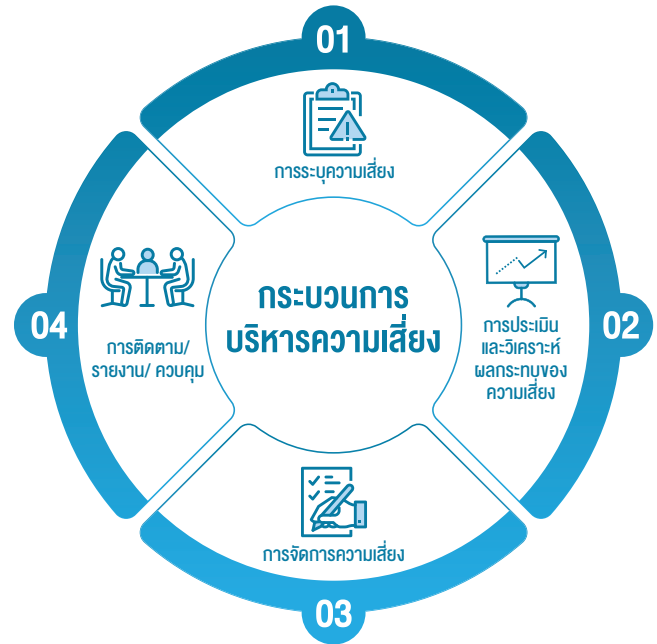 01
การระบุความเสี่ยง
กระบวนการ
บริหารความเสี่ยง
02
การประเมิน
และวิเคราะห์
ผลกระทบของ
ความเสี่ยง
03
การจัดการความเสี่ยง
04
การติดตาม/
รายงาน/ ควบคุม